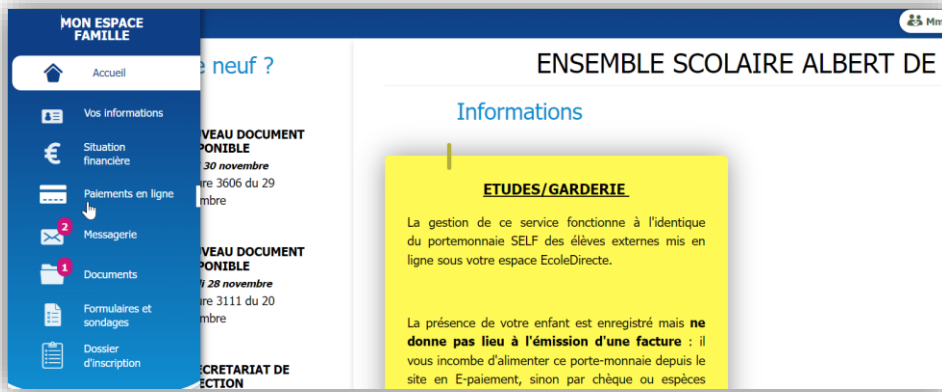 MON ESPACE
FAMILLE
Accueil
Vos informations
Situation
financière
Paiements en ligne
2
Messagerie
1
Documents
Formulaires et
sondages
Dossier
d'inscription
neuf ?
VEAU DOCUMENT
PONIBLE
30 novembre
re 3606 du 29
mbre
VEAU DOCUMENT
PONIBLE
di 28 novembre
re 3111 du 20
mbre
ECRETARIAT DE
ECTION
ENSEMBLE SCOLAIRE ALBERT DE
Informations
ETUDES/GARDERIE
La gestion de ce service fonctionne à l'identique
du portemonnaie SELF des élèves externes mis en
ligne sous votre espace EcoleDirecte.
La présence de votre enfant est enregistré mais ne
donne pas lieu à l'émission d'une facture : il
vous incombe d'alimenter ce porte-monnaie depuis le
site en E-paiement, sinon par chèque ou espèces